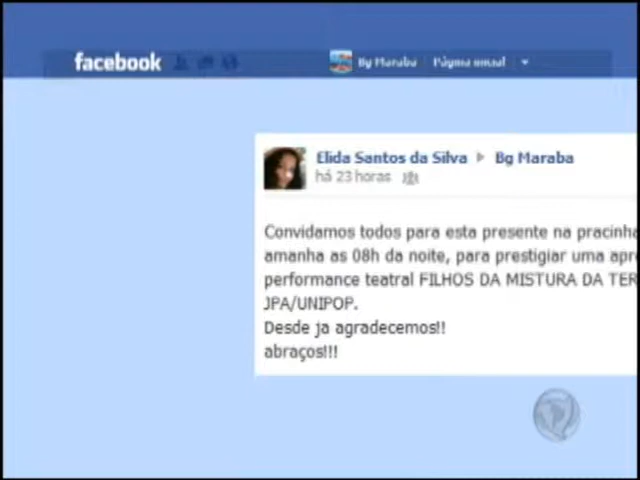 facebook
Bg Maraba
Página inicial
Elida Santos da Silva ▶ Bg Maraba
há 23 horas
Convidamos todos para esta presente na pracinha
amanha as 08h da noite, para prestigiar uma apr
performance teatral FILHOS DA MISTURA DA TER
JPA/UNIPOP.
Desde ja agradecemos!!
abraços!!!